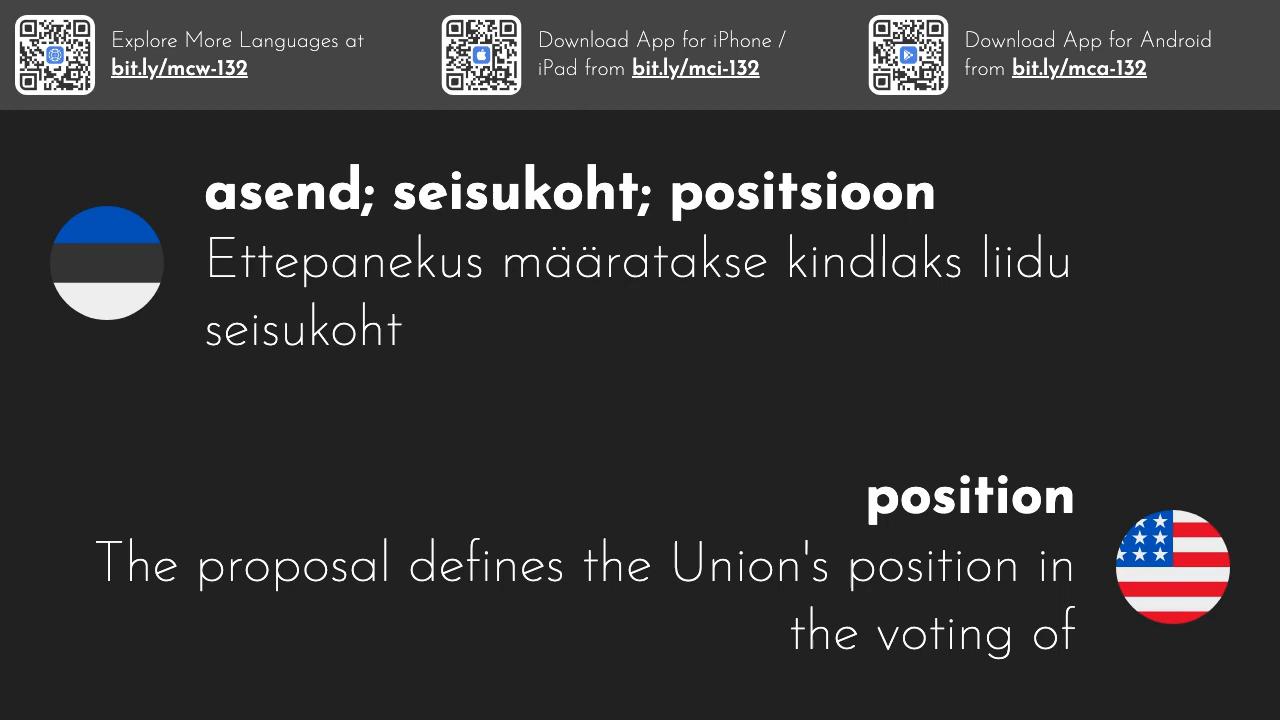 Explore More Languages at
bit.ly/mcw-132
Download App for iPhone /
iPad from bit.ly/mci-132
Download App for Android
from bit.ly/mca-132
asend; seisukoht; positsioon
Ettepanekus määratakse kindlaks liidu
seisukoht
position
The proposal defines the Union's position in
the voting of